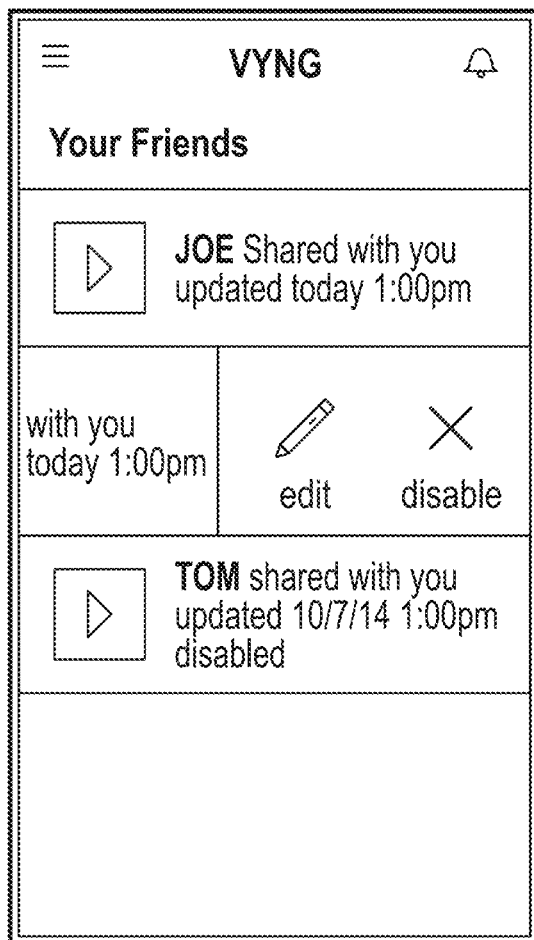 VYNG
Your Friends
JOE Shared with you
updated today 1:00pm
with you
today 1:00pm
edit
disable
TOM shared with you
updated 10/7/14 1:00pm
disabled